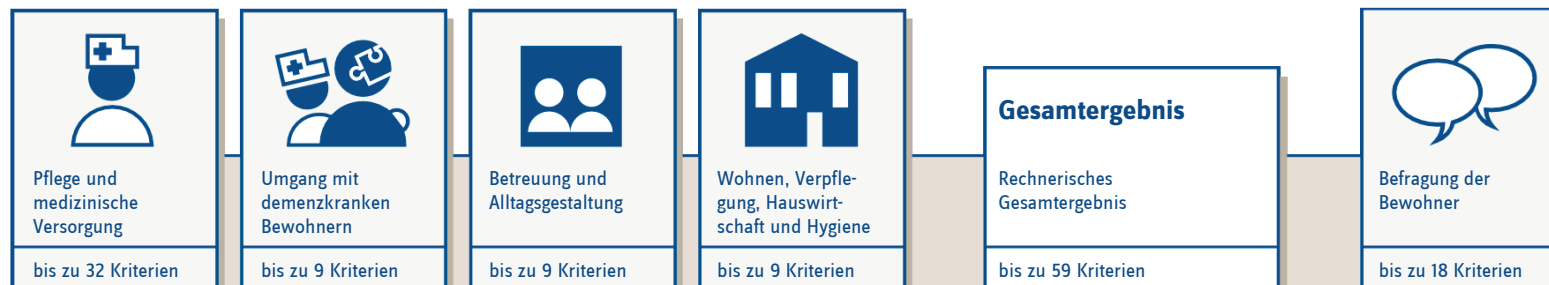 Pflege und
medizinische
Versorgung
bis zu 32 Kriterien
Umgang mit
demenzkranken
Bewohnern
bis zu 9 Kriterien
Betreuung und
Alltagsgestaltung
bis zu 9 Kriterien
Wohnen, Verpfle-
gung, Hauswirt-
schaft und Hygiene
bis zu 9 Kriterien
Gesamtergebnis
Rechnerisches
Gesamtergebnis
bis zu 59 Kriterien
Befragung der
Bewohner
bis zu 18 Kriterien